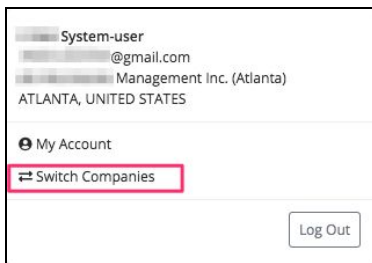 System-user
@gmail.com
Management Inc. (Atlanta)
ATLANTA, UNITED STATES
My Account
Switch Companies
Log Out